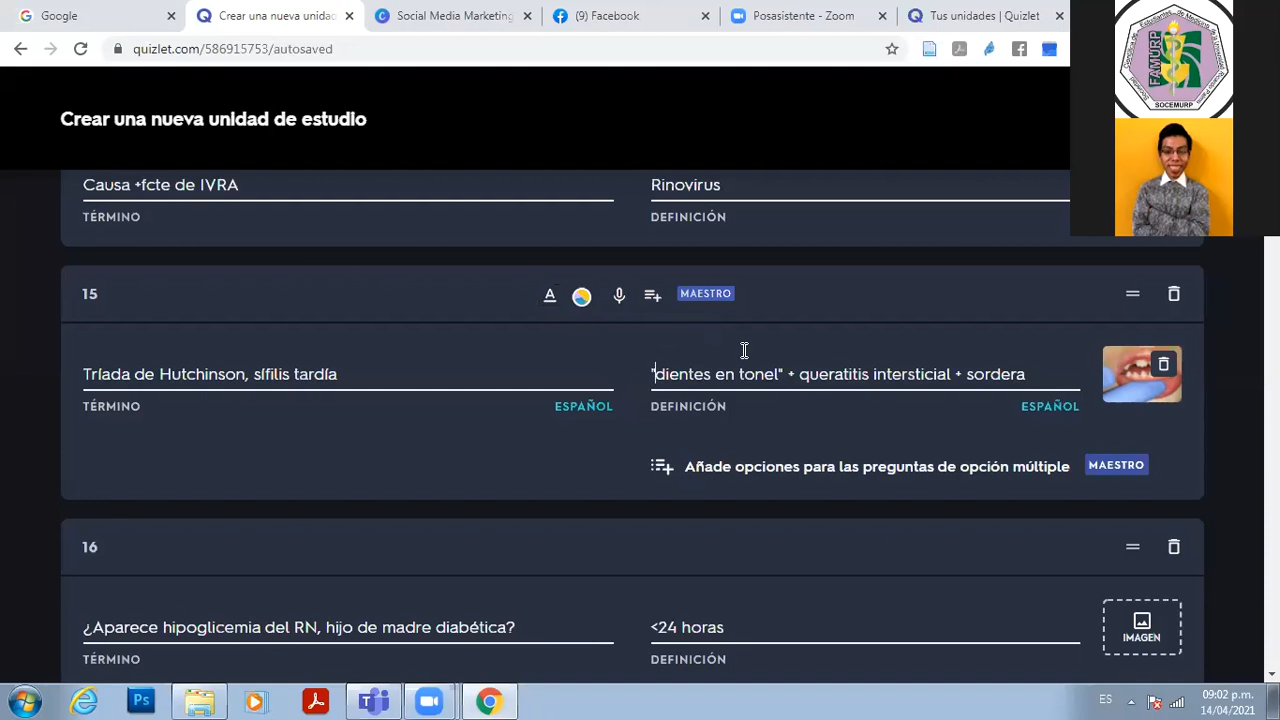 Google
Crear una nueva unida
Social Media Marketing
(9) Facebook
Posasistente - Zoom
Tus unidades | Quizlet
quizlet.com/586915753/autosaved
FAMURP
SOCEMURP
Crear una nueva unidad de estudio
Causa +fcte de IVRA
Rinovirus
TÉRMINO
DEFINICIÓN
15
MAESTRO
Tríada de Hutchinson, sífilis tardía
"dientes en tonel" + queratitis intersticial + sordera
TÉRMINO
ESPAÑOL
DEFINICIÓN
ESPAÑOL
Añade opciones para las preguntas de opción múltiple
MAESTRO
16
¿Aparece hipoglicemia del RN, hijo de madre diabética?
<24 horas
IMAGEN
TÉRMINO
DEFINICIÓN
Ps
ES
09:02 p.m.
14/04/2021